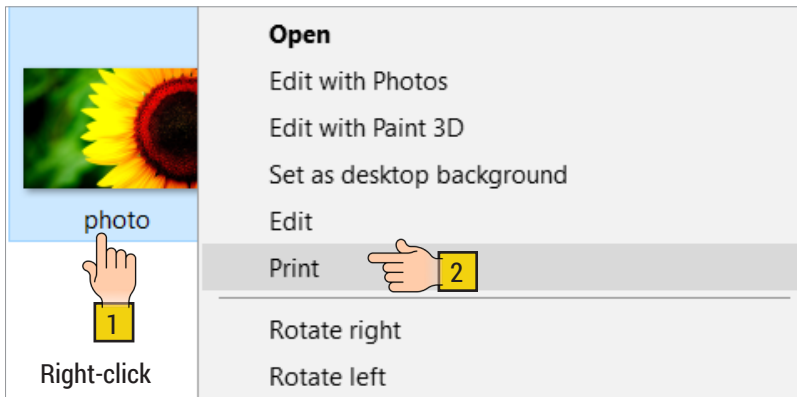 photo
1
Right-click
Open
Edit with Photos
Edit with Paint 3D
Set as desktop background
Edit
Print
2
Rotate right
Rotate left